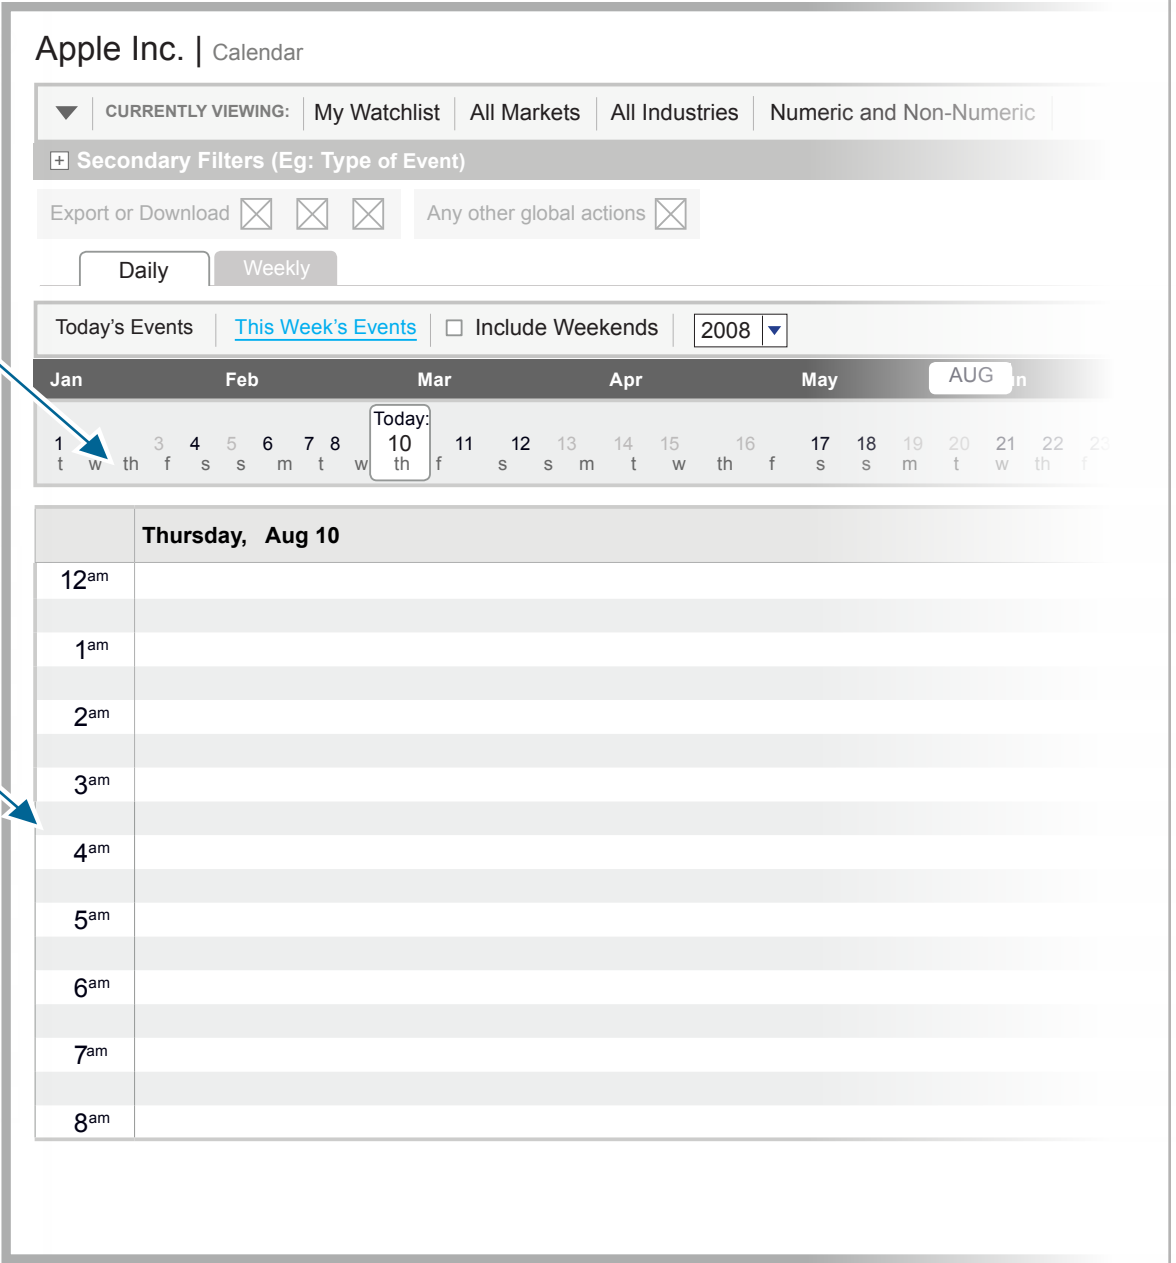 Apple Inc. | Calendar
CURRENTLY VIEWING: My Watchlist All Markets All Industries Numeric and Non-Numeric
Secondary Filters (Eg: Type of Event)
Export or Download Any other global actions
Daily Weekly
Today's Events This Week's Events Include Weekends 2008
Jan Feb Mar Apr May AUG
Today:
1 3 4 5 6 7 8 10 11 12 13 14 15 16 17 18 19 20 21 22 23
t w th f s s m t w th f s s m t w th f s s m t w th f
Thursday, Aug 10
12am
1am
2am
3am
4am
5am
6am
7am
8am